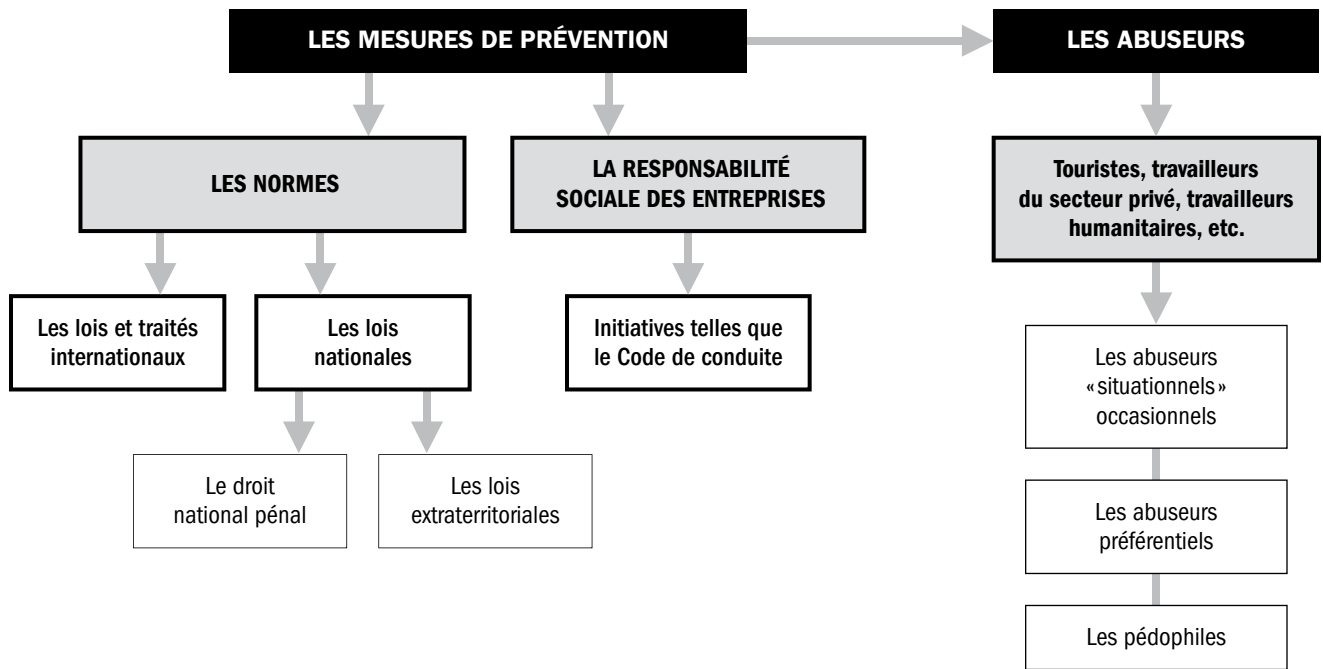 LES MESURES DE PRÉVENTION
LES ABUSEURS
LES NORMES
LA RESPONSABILITÉ
SOCIALE DES ENTREPRISES
Touristes, travailleurs
du secteur privé, travailleurs
humanitaires, etc.
Les lois et traités
internationaux
Les lois
nationales
Initiatives telles que
le Code de conduite
Les abuseurs
«situationnels»
occasionnels
Le droit
national pénal
Les lois
extraterritoriales
Les abuseurs
préférentiels
Les pédophiles